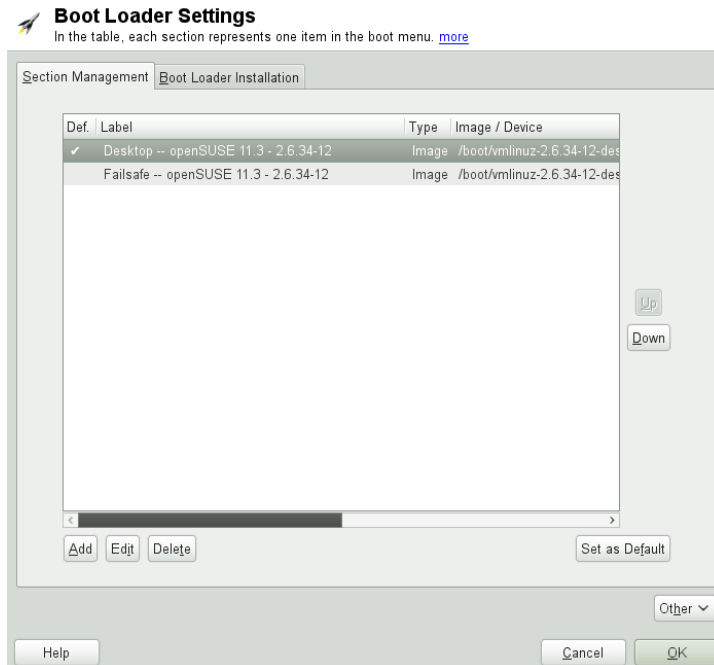 Boot Loader Settings
In the table, each section represents one item in the boot menu. more
Section Management Boot Loader Installation
Def. Label Type Image / Device
✔ Desktop -- openSUSE 11.3 - 2.6.34-12 Image /boot/vmlinuz-2.6.34-12-des
Failsafe -- openSUSE 11.3 - 2.6.34-12 Image /boot/vmlinuz-2.6.34-12-des
Up
Down
Add Edit Delete Set as Default
Other
Help Cancel OK